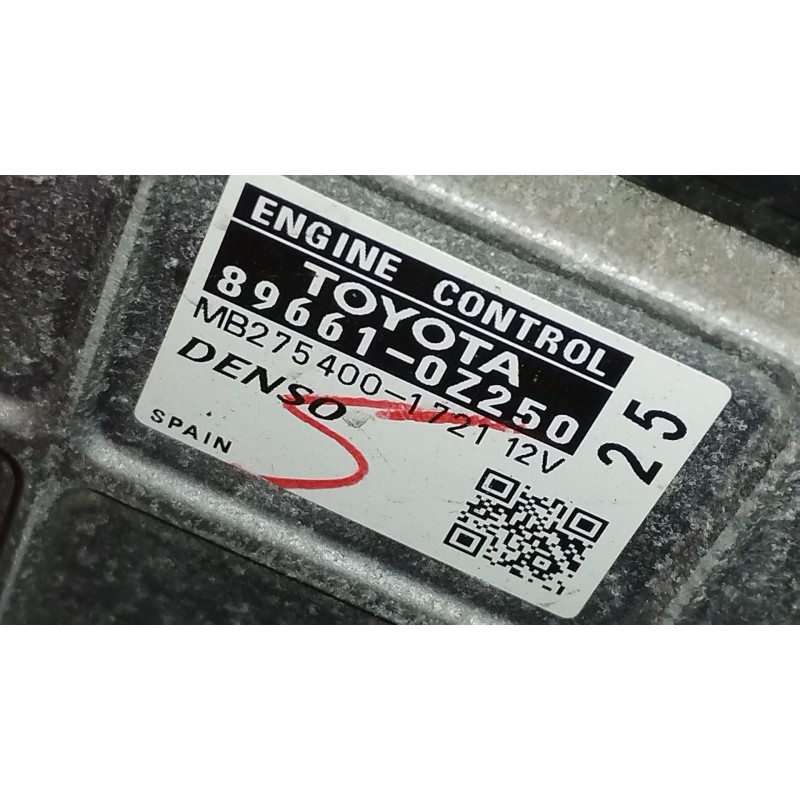 ENGINE CONTROL
TOYOTA
89661-0Z250
MB275400-1721 12V
DENSO
SPAIN
25